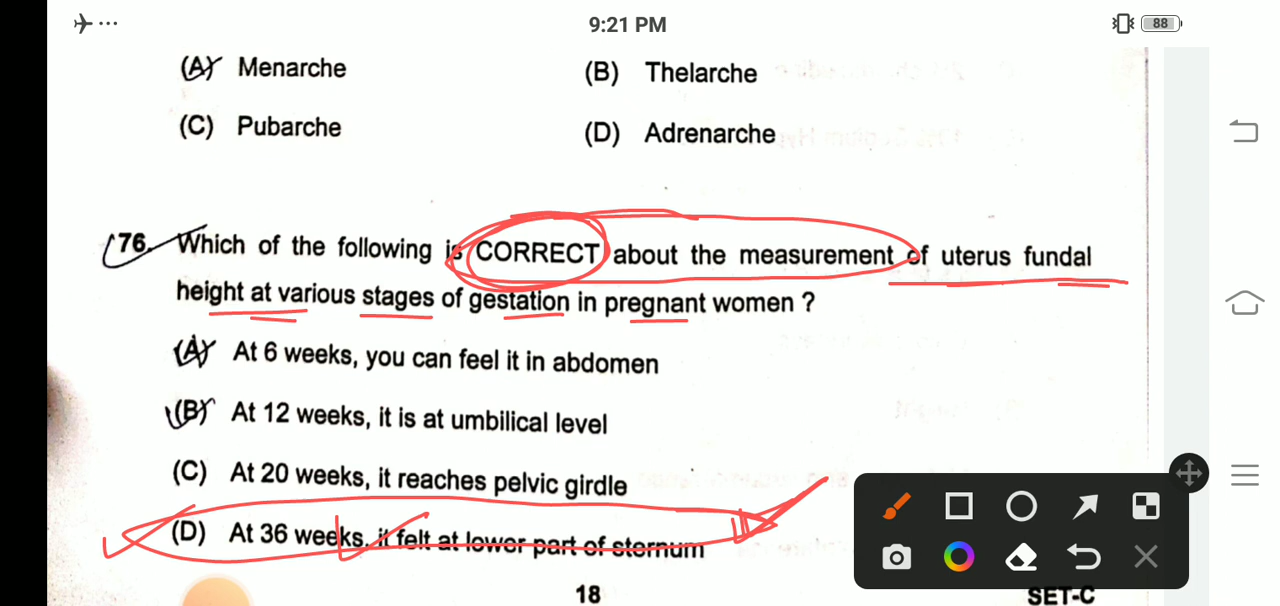 9:21 PM
88
(A) Menarche
(B) Thelarche
(C) Pubarche
(D) Adrenarche
76. Which of the following is CORRECT about the measurement of uterus fundal
height at various stages of gestation in pregnant women ?
(A) At 6 weeks, you can feel it in abdomen
(B) At 12 weeks, it is at umbilical level
(C) At 20 weeks, it reaches pelvic girdle
(D) At 36 weeks, it felt at lower part of sternum
18
SET-C